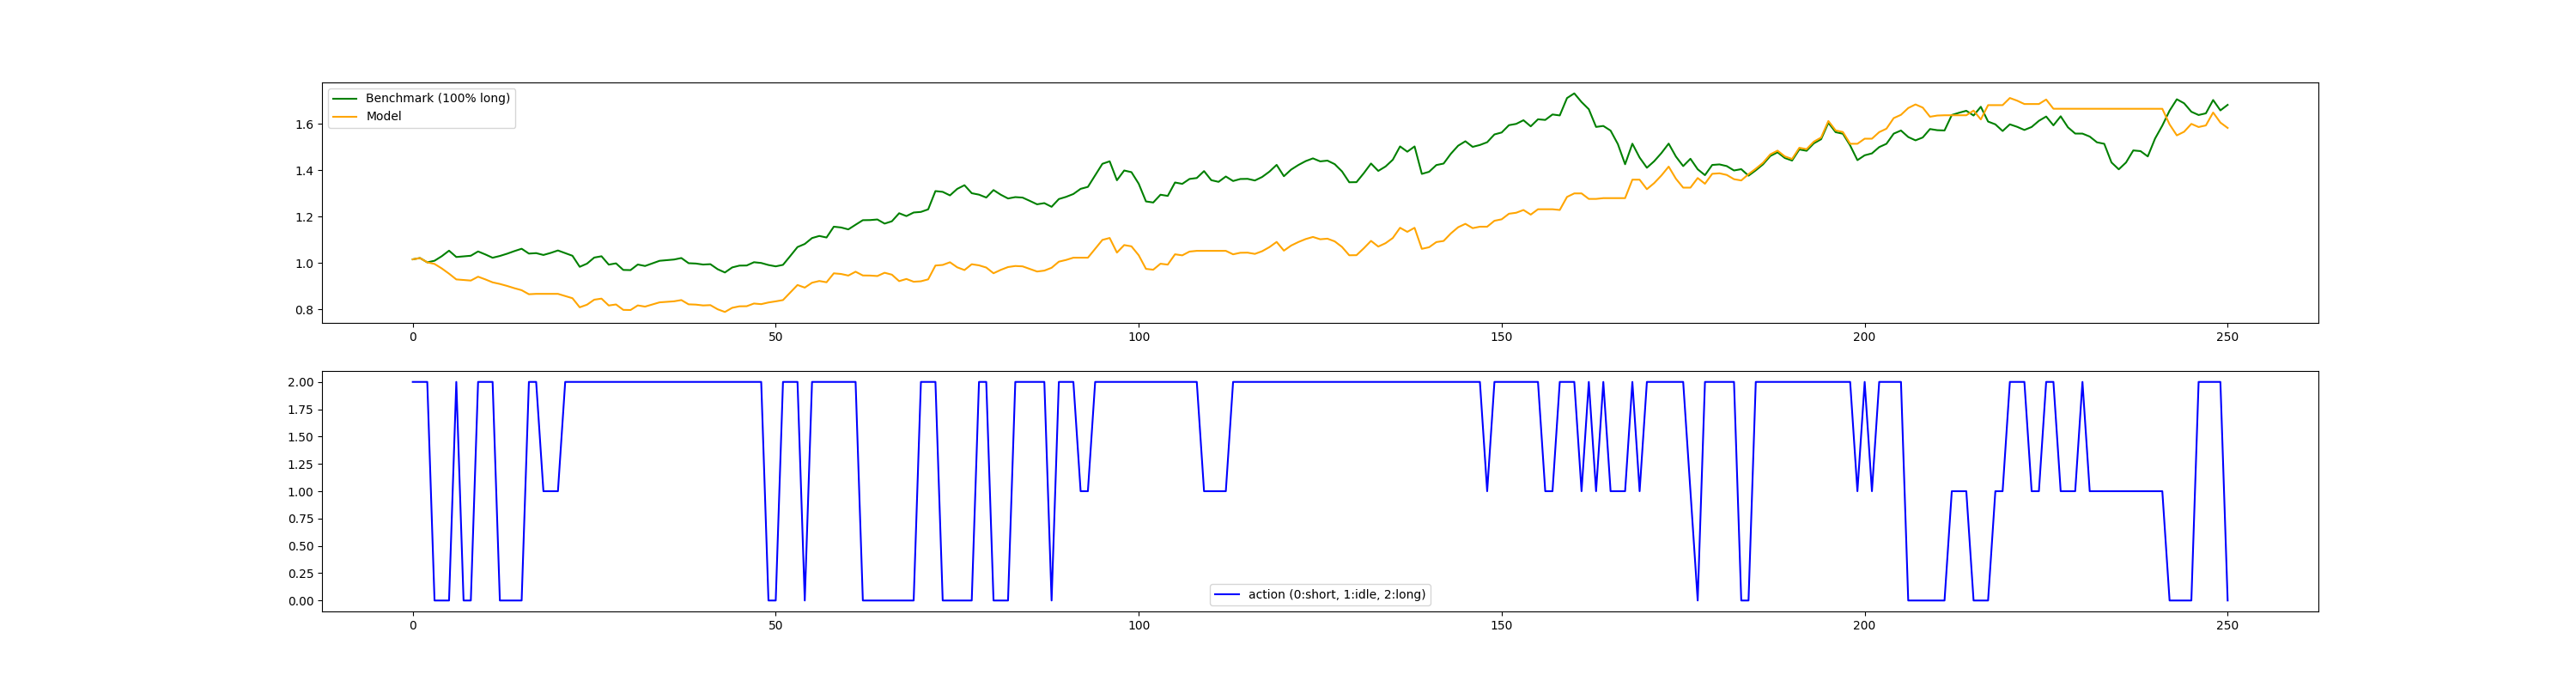 Benchmark (100% long)
Model
1.6
1.4
1.2
1.0
0.8
0 50 100 150 200 250
2.00
1.75
1.50
1.25
1.00
0.75
0.50
0.25
0.00
action (0:short, 1:idle, 2:long)
0 50 100 150 200 250